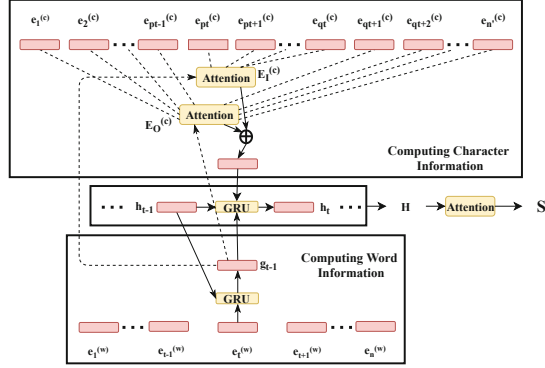 e1(c) e2(c) ept-1(c) ept(c) ept+1(c) eqt(c) eqt+1(c) eqt+2(c) en'(c)
Attention EI(c)
Attention
EO(c)
Computing Character
Information
... ht-1 GRU ht ... H Attention S
Computing Word
Information
gt-1
GRU
e1(w) et-1(w) et(w) et+1(w) en(w)